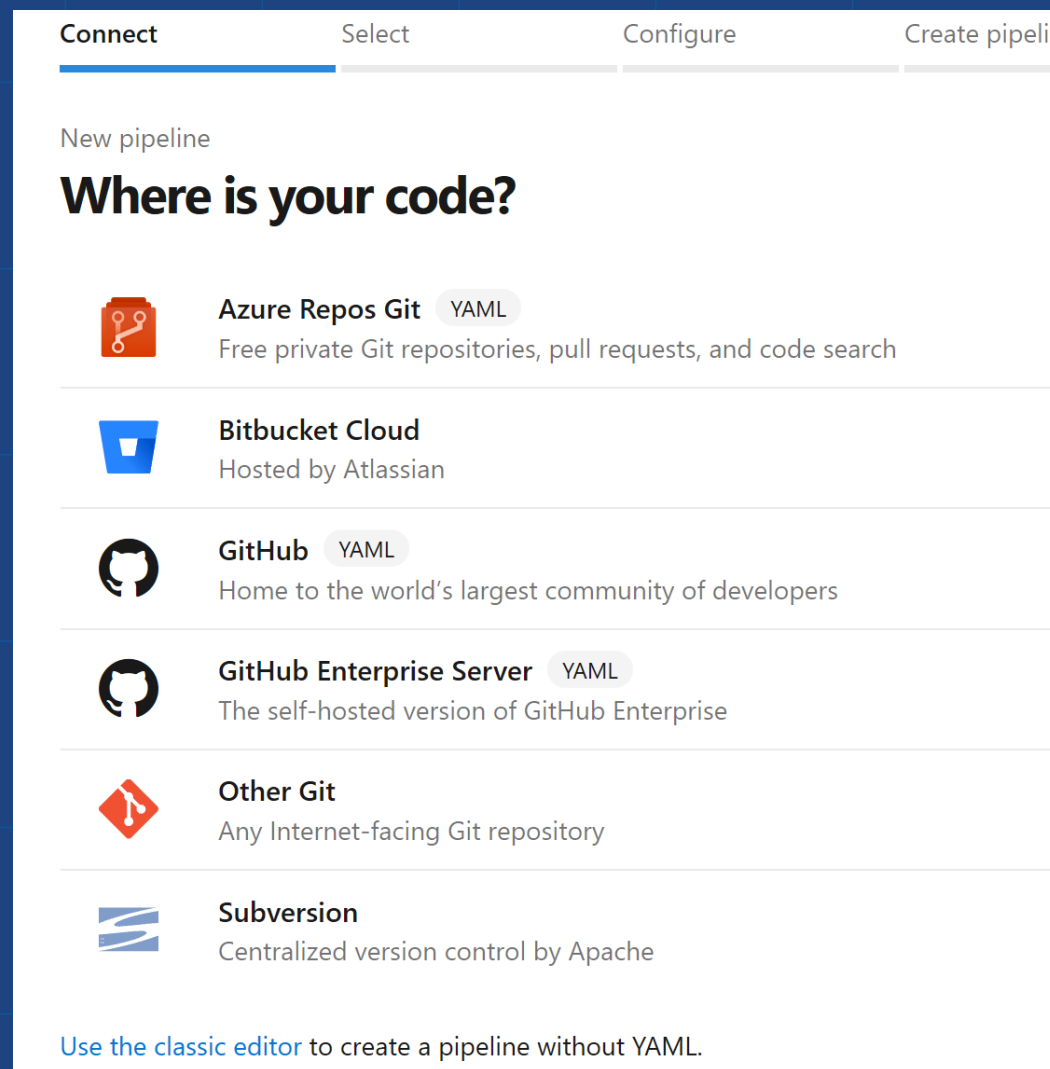 Connect Select Configure Create pipeli
New pipeline
Where is your code?
Azure Repos Git YAML
Free private Git repositories, pull requests, and code search
Bitbucket Cloud
Hosted by Atlassian
GitHub YAML
Home to the world’s largest community of developers
GitHub Enterprise Server YAML
The self-hosted version of GitHub Enterprise
Other Git
Any Internet-facing Git repository
Subversion
Centralized version control by Apache
Use the classic editor to create a pipeline without YAML.